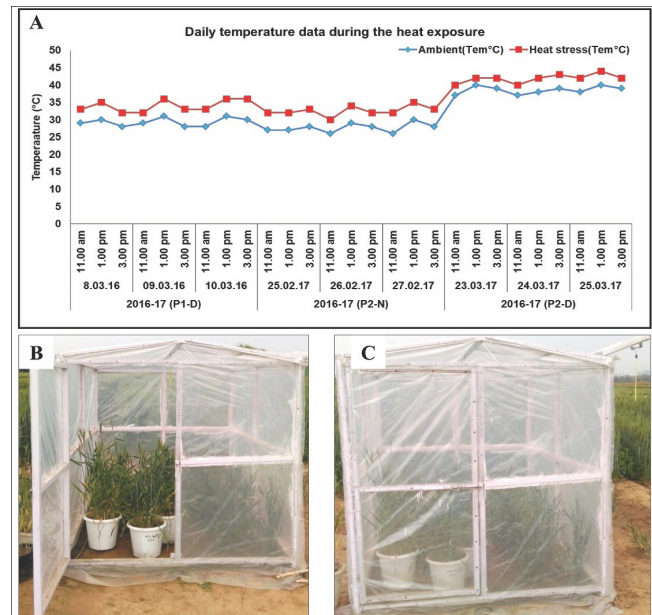 A
Daily temperature data during the heat exposure
Ambient(Tem°C) Heat stress(Tem°C)
Temperaature (°C)
50
45
40
35
30
25
20
15
10
5
0
11.00 am 1.00 pm 3.00 pm 11.00 am 1.00 pm 3.00 pm 11.00 am 1.00 pm 3.00 pm 11.00 am 1.00 pm 3.00 pm 11.00 am 1.00 pm 3.00 pm 11.00 am 1.00 pm 3.00 pm 11.00 am 1.00 pm 3.00 pm 11.00 am 1.00 pm 3.00 pm 11.00 am 1.00 pm 3.00 pm
8.03.16 09.03.16 10.03.16 25.02.17 26.02.17 27.02.17 23.03.17 24.03.17 25.03.17
2016-17 (P1-D) 2016-17 (P2-N) 2016-17 (P2-D)
B
C